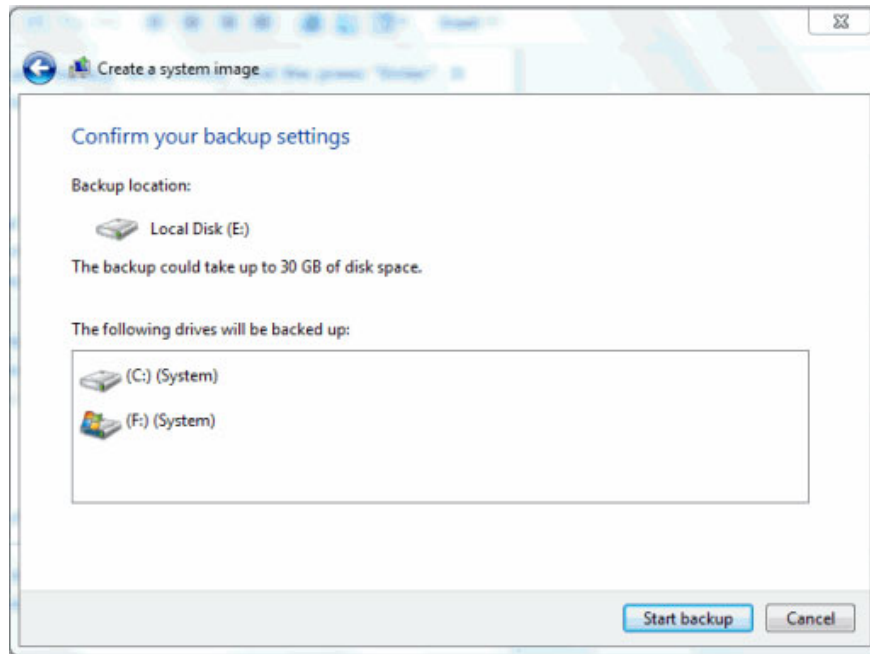 Create a system image
Confirm your backup settings
Backup location:
Local Disk (E:)
The backup could take up to 30 GB of disk space.
The following drives will be backed up:
(C:) (System)
(F:) (System)
Start backup
Cancel